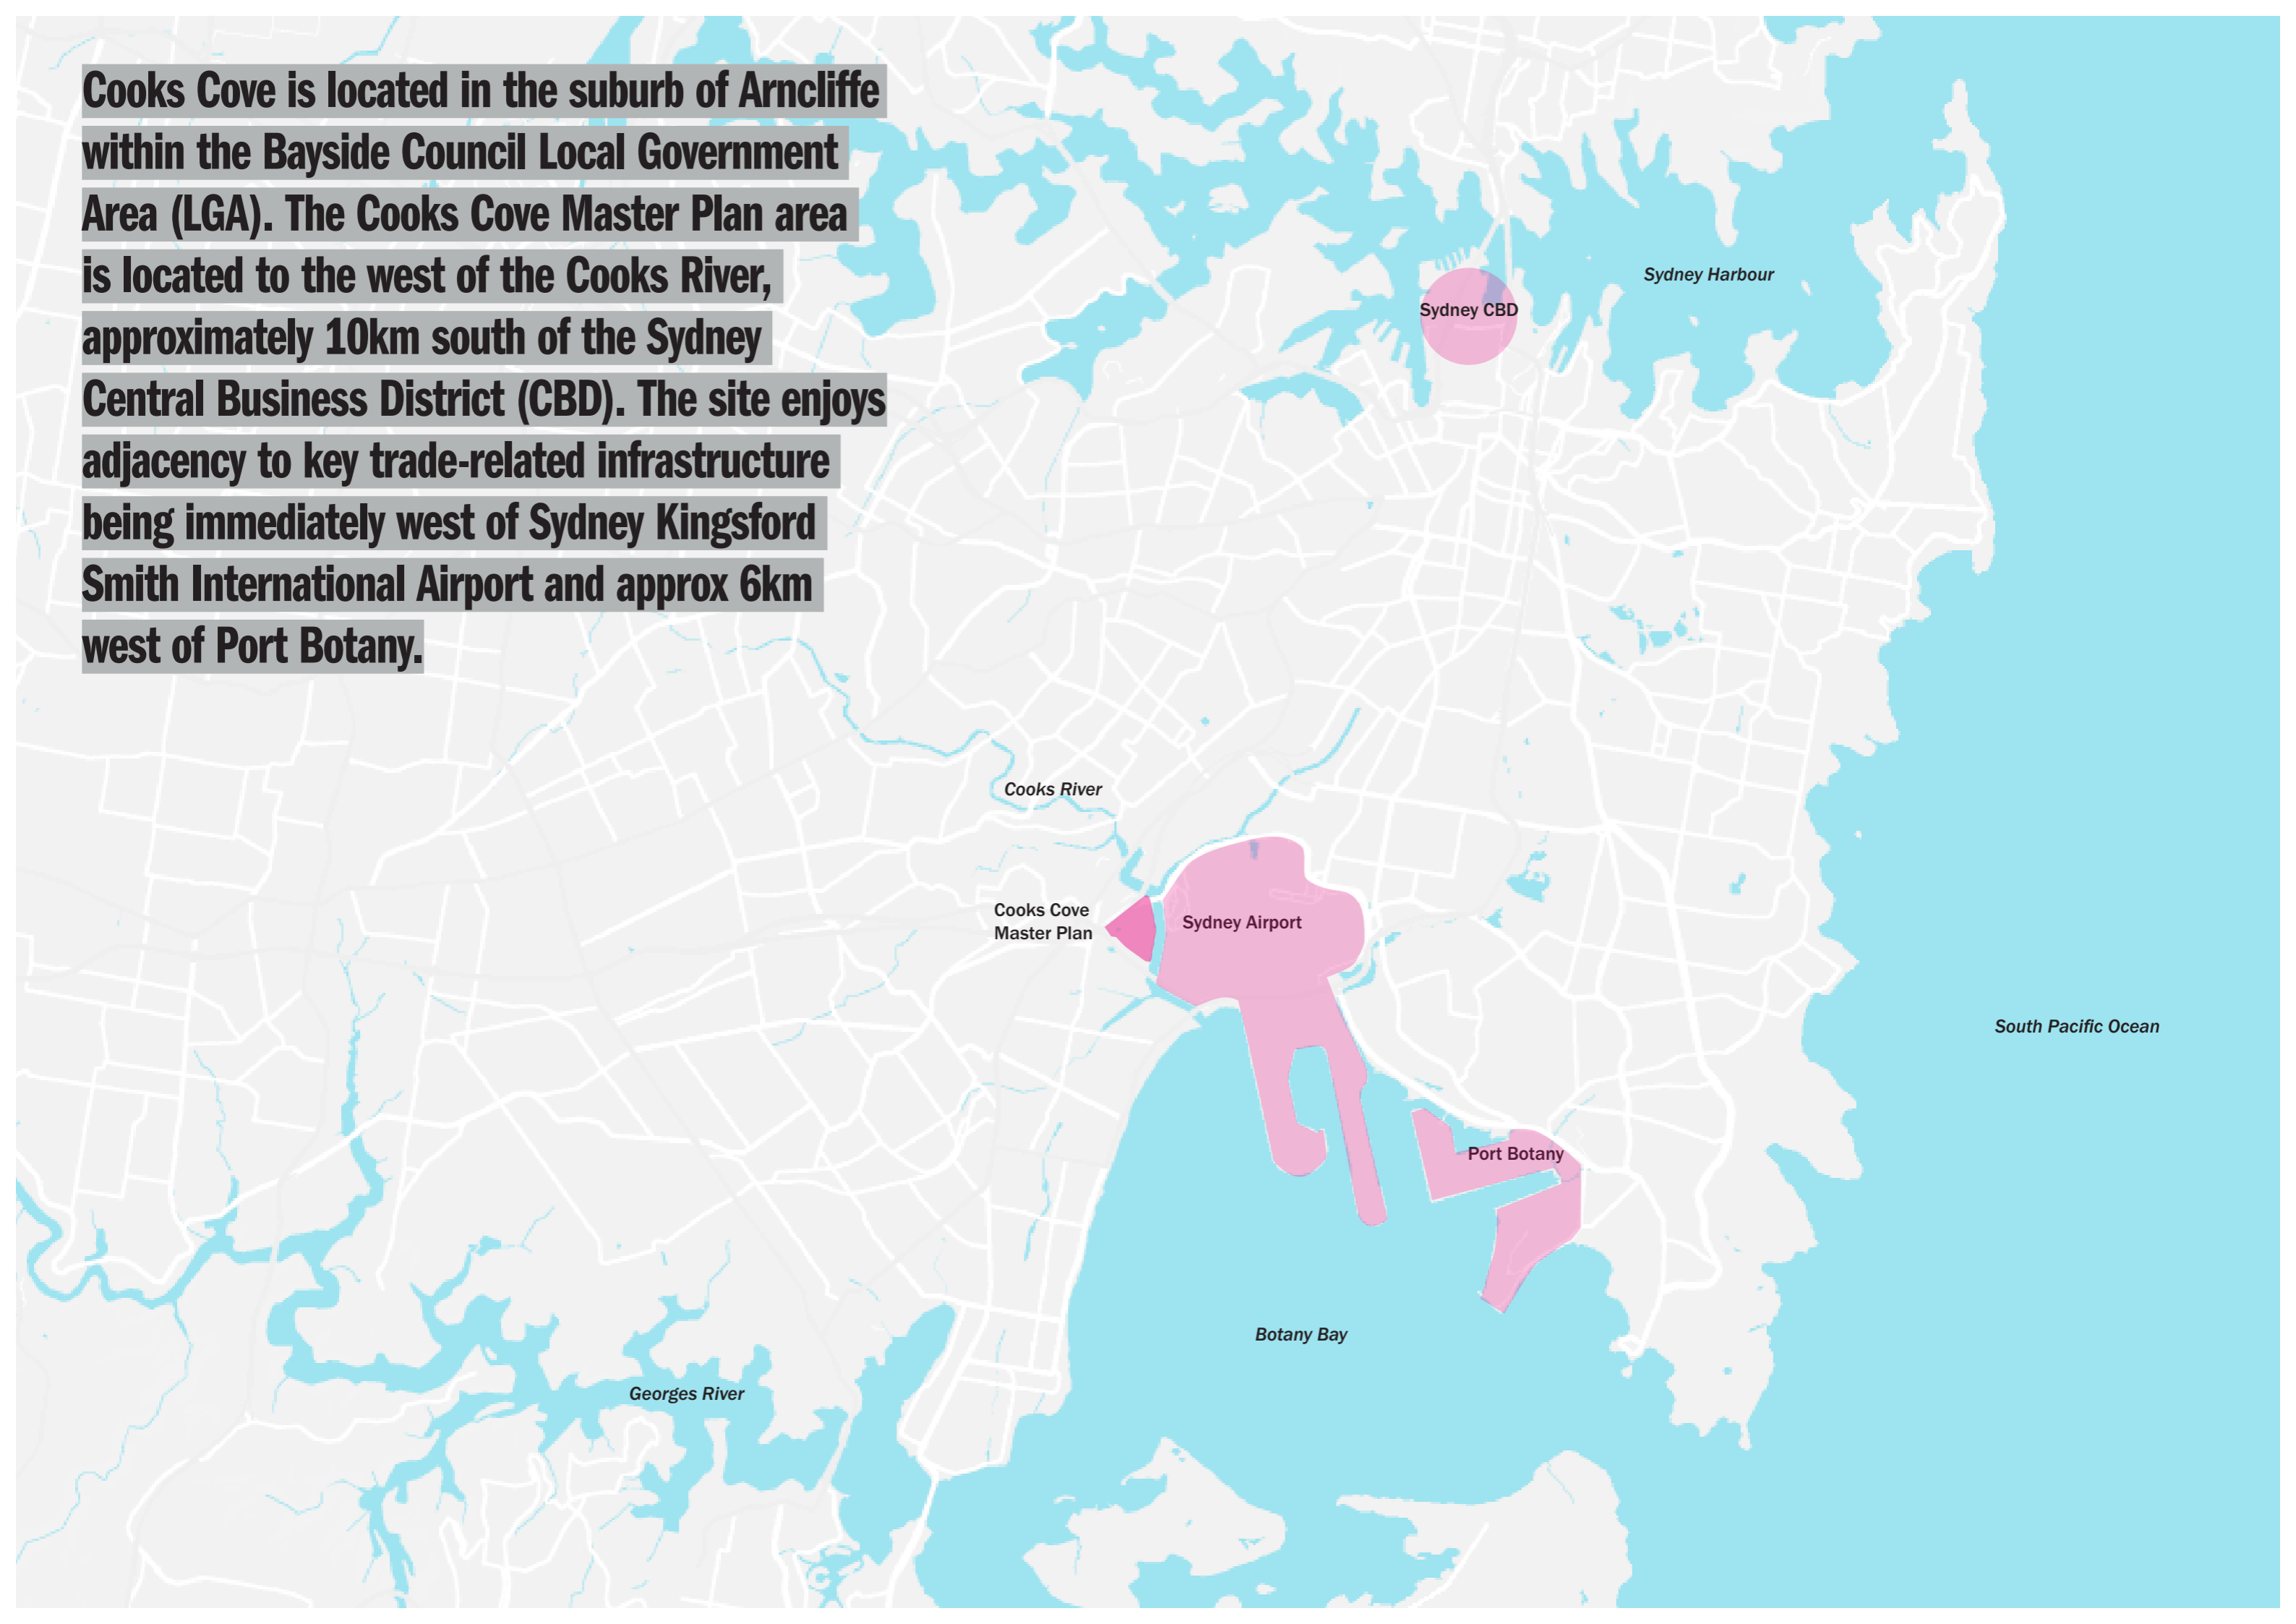 Cooks Cove is located in the suburb of Arncliffe
within the Bayside Council Local Government
Area (LGA). The Cooks Cove Master Plan area
is located to the west of the Cooks River,
approximately 10km south of the Sydney
Central Business District (CBD). The site enjoys
adjacency to key trade-related infrastructure
being immediately west of Sydney Kingsford
Smith International Airport and approx 6km
west of Port Botany.
Sydney Harbour
Sydney CBD
Cooks River
Cooks Cove
Master Plan
Sydney Airport
South Pacific Ocean
Port Botany
Botany Bay
Georges River